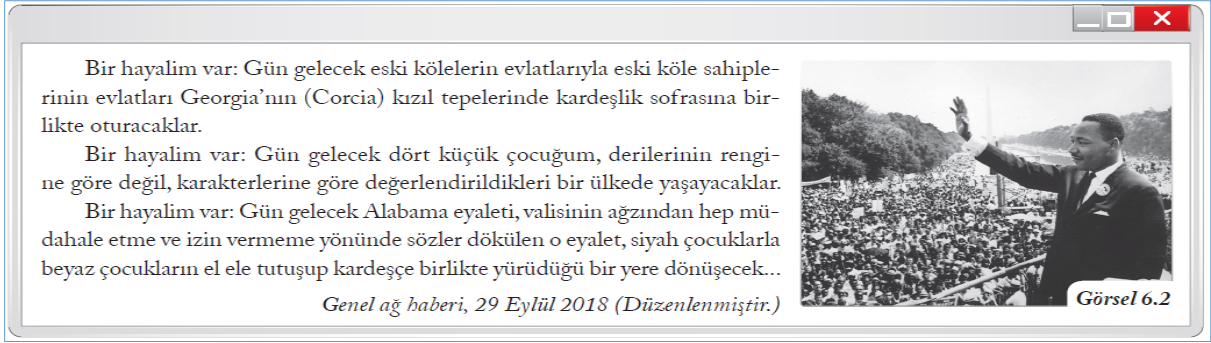 Bir hayalim var: Gün gelecek eski kölelerin evlatlarıyla eski köle sahiple-
rinin evlatları Georgia’nın (Corcia) kızıl tepelerinde kardeşlik sofrasına bir-
likte oturacaklar.
Bir hayalim var: Gün gelecek dört küçük çocuğum, derilerinin rengi-
ne göre değil, karakterlerine göre değerlendirildikleri bir ülkede yaşayacaklar.
Bir hayalim var: Gün gelecek Alabama eyaleti, valisinin ağzından hep mü-
dahale etme ve izin vermeme yönünde sözler dökülen o eyalet, siyah çocuklarla
beyaz çocukların el ele tutuşup kardeşçe birlikte yürüdüğü bir yere dönüşecek...
Genel ağ haberi, 29 Eylül 2018 (Düzenlenmiştir.)
Görsel 6.2